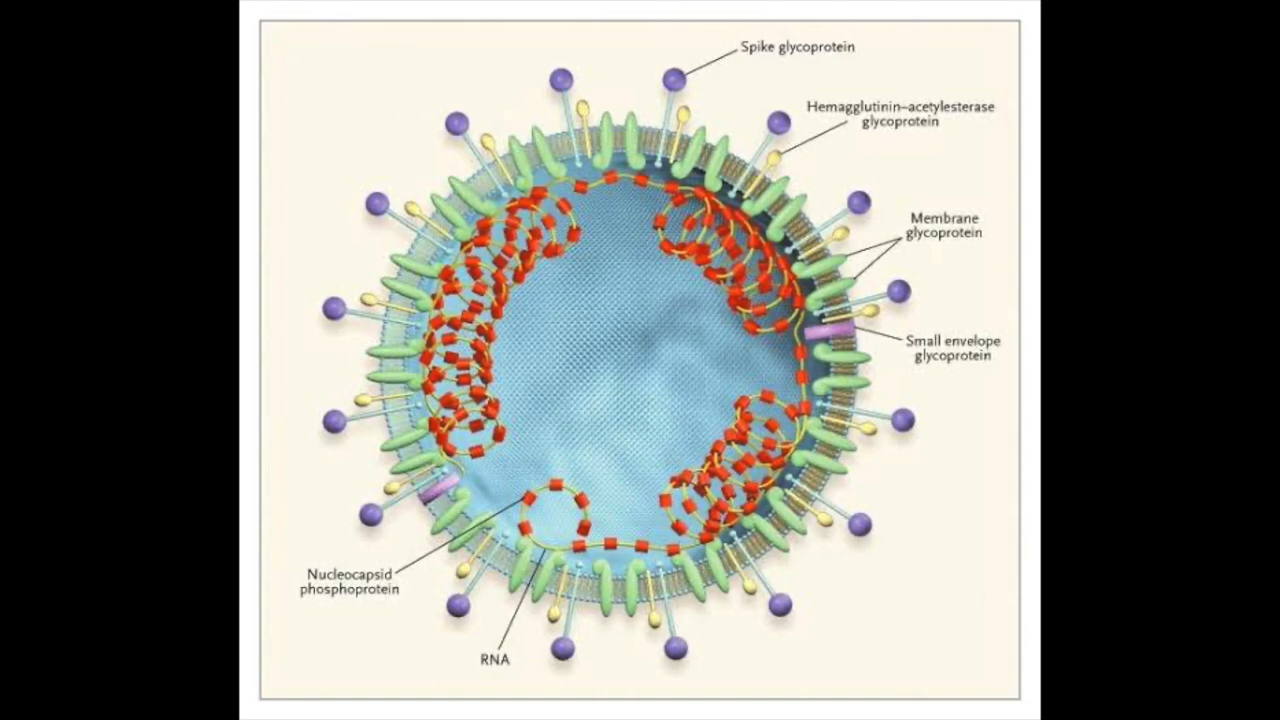 Spike glycoprotein
Hemagglutinin–acetylesterase
glycoprotein
Membrane
glycoprotein
Small envelope
glycoprotein
Nucleocapsid
phosphoprotein
RNA